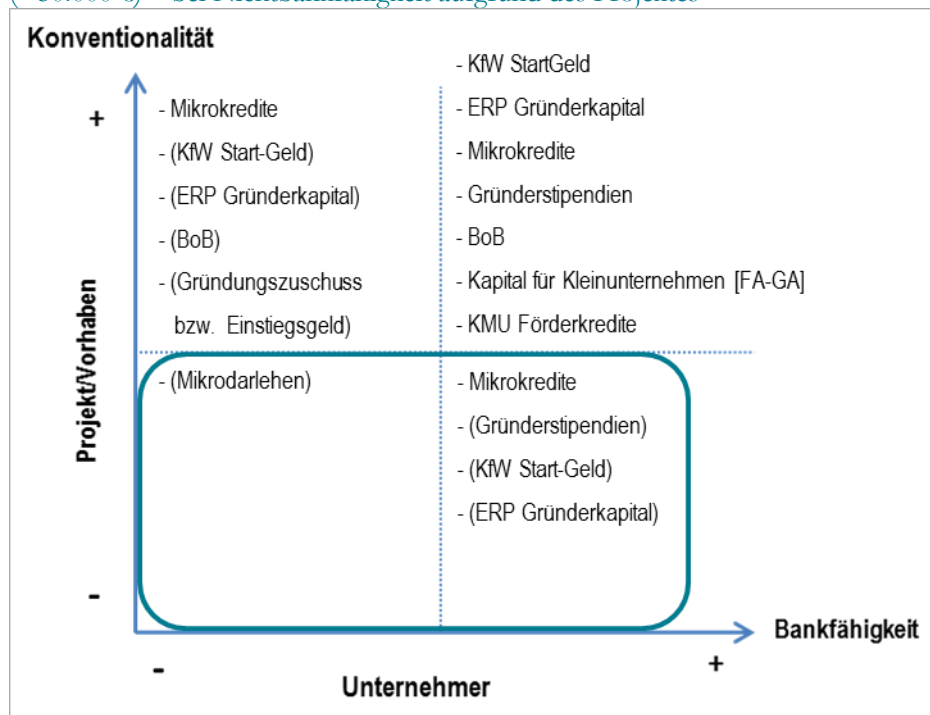 Konventionalität
+
- Mikrokredite
- (KfW Start-Geld)
- (ERP Gründerkapital)
- (BoB)
- (Gründungszuschuss
bzw. Einstiegsgeld)
- KfW StartGeld
- ERP Gründerkapital
- Mikrokredite
- Gründerstipendien
- BoB
- Kapital für Kleinunternehmen [FA-GA]
- KMU Förderkredite
Projekt/Vorhaben
- (Mikrodarlehen)
- Mikrokredite
- (Gründerstipendien)
- (KfW Start-Geld)
- (ERP Gründerkapital)
-
Bankfähigkeit
-
+
Unternehmer